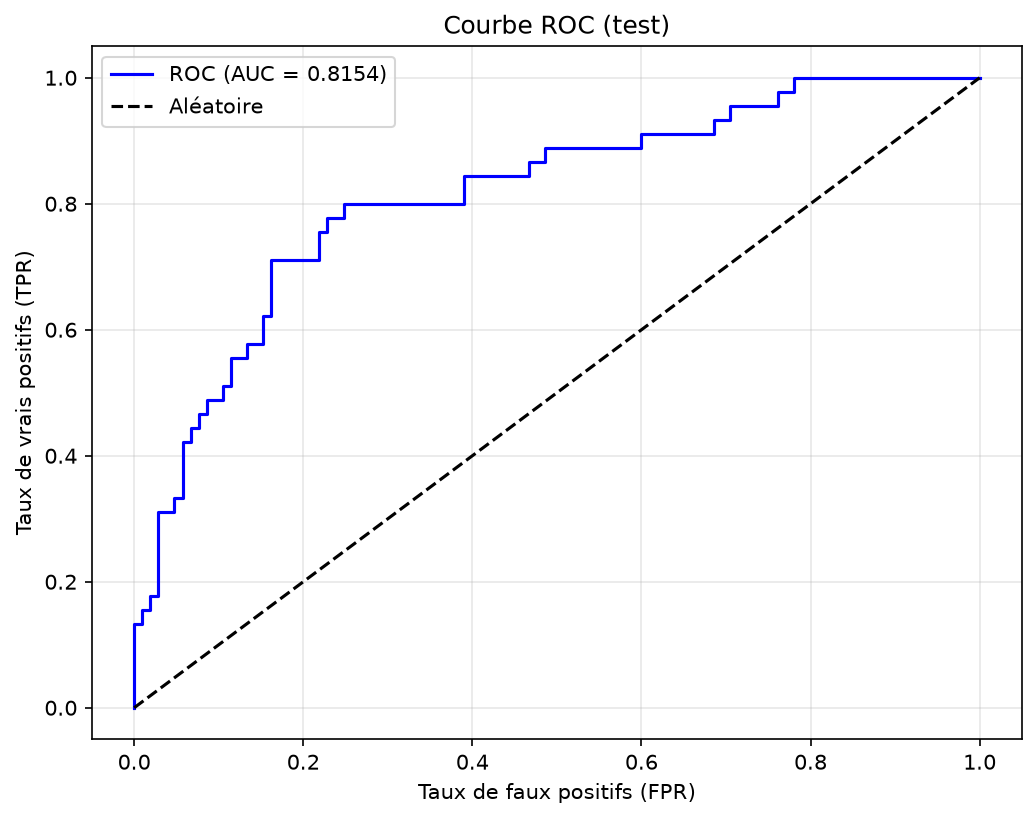 Courbe ROC (test)
ROC (AUC = 0.8154)
Aléatoire
1.0
0.8
0.6
0.4
0.2
0.0
Taux de vrais positifs (TPR)
0.0 0.2 0.4 0.6 0.8 1.0
Taux de faux positifs (FPR)